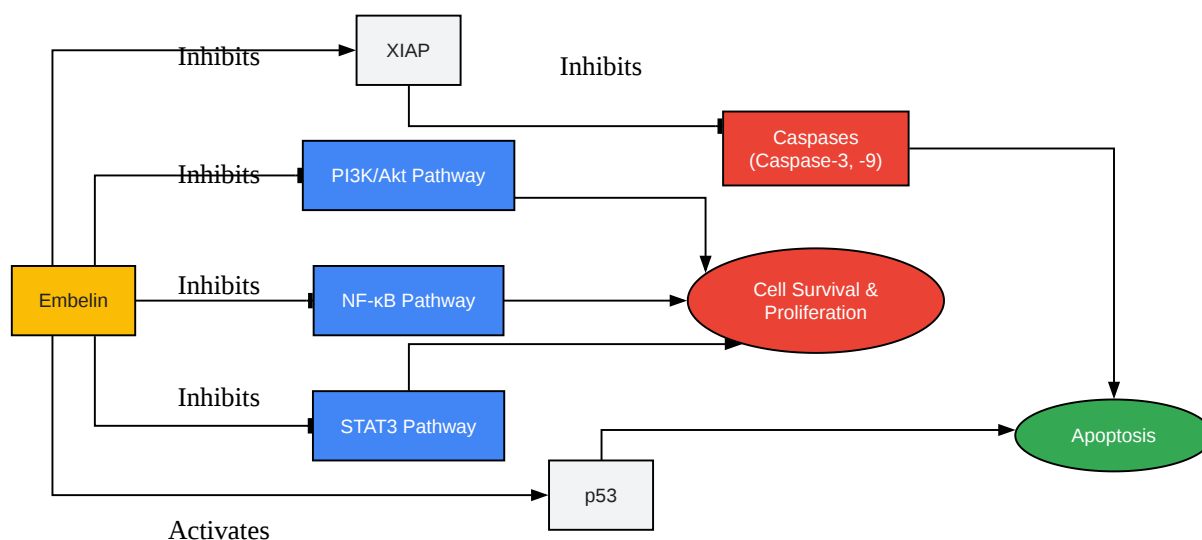 Inhibits
XIAP
Inhibits
Caspases
(Caspase-3, -9)
Inhibits
PI3K/Akt Pathway
Embelin
Inhibits
NF-κB Pathway
Cell Survival &
Proliferation
Inhibits
STAT3 Pathway
Apoptosis
p53
Activates